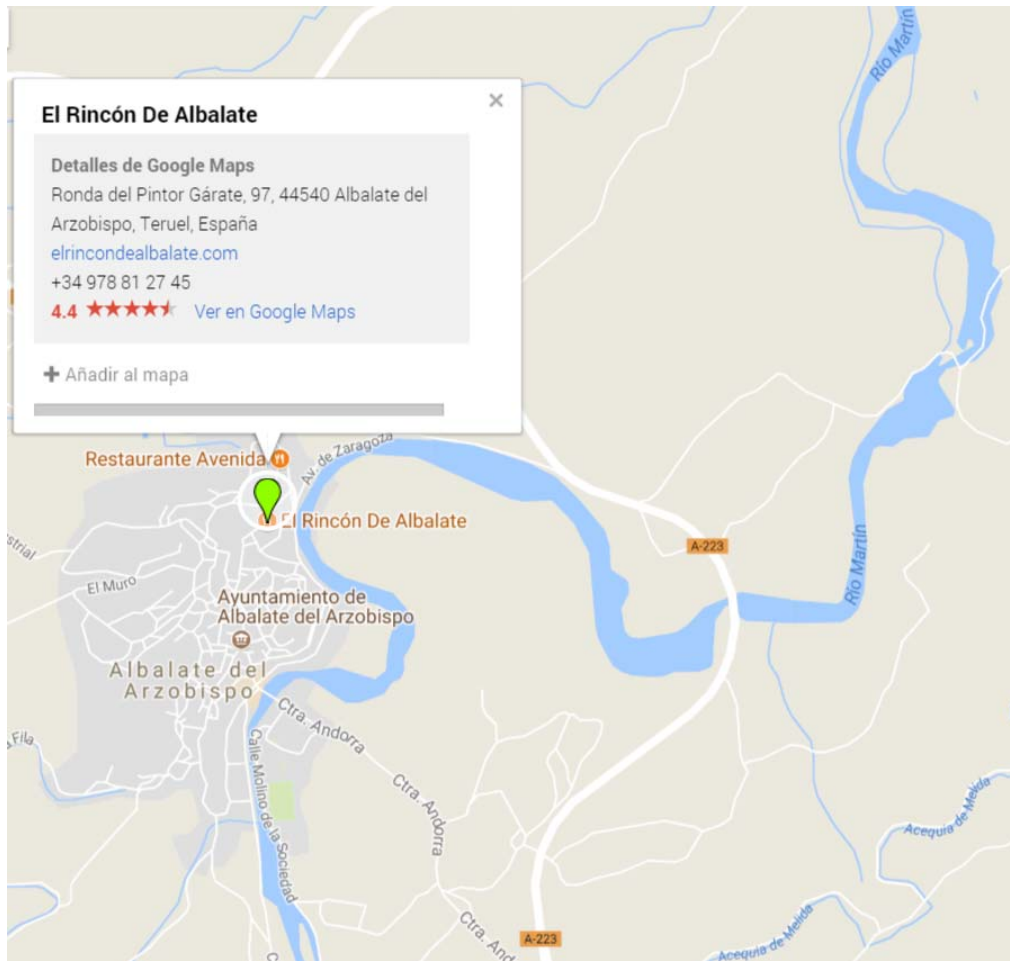 Río Martín
El Rincón De Albalate
Detalles de Google Maps
Ronda del Pintor Gárate, 97, 44540 Albalate del
Arzobispo, Teruel, España
elrincondealbalate.com
+34 978 81 27 45
4.4 Ver en Google Maps
Añadir al mapa
Restaurante Avenida
Av. de Zaragoza
El Rincón De Albalate
A-223
Río Martín
El Muro
Ayuntamiento de
Albalate del Arzobispo
Albalate del
Arzobispo
Ctra. Andorra
Fila
Calle Molino de la Sociedad
Ctra. Andorra
Acequia de Melida
Ctra.
A-223
Acequia de Melida